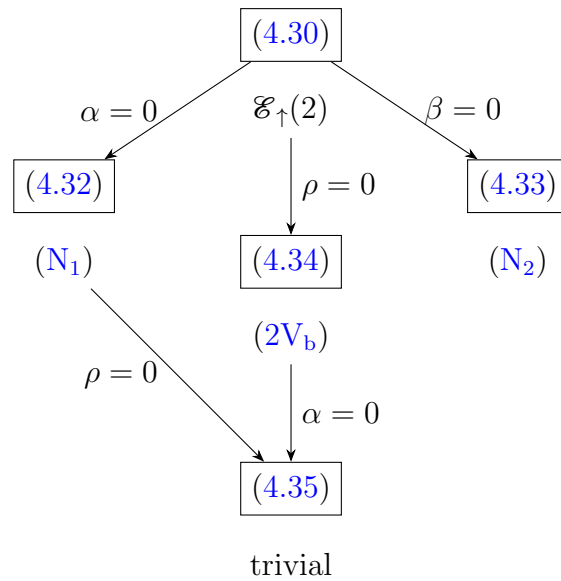 (4.30)
α = 0
ℰ↑(2)
β = 0
(4.32)
ρ = 0
(4.33)
(N₁)
(4.34)
(N₂)
(2V_b)
ρ = 0
α = 0
(4.35)
trivial